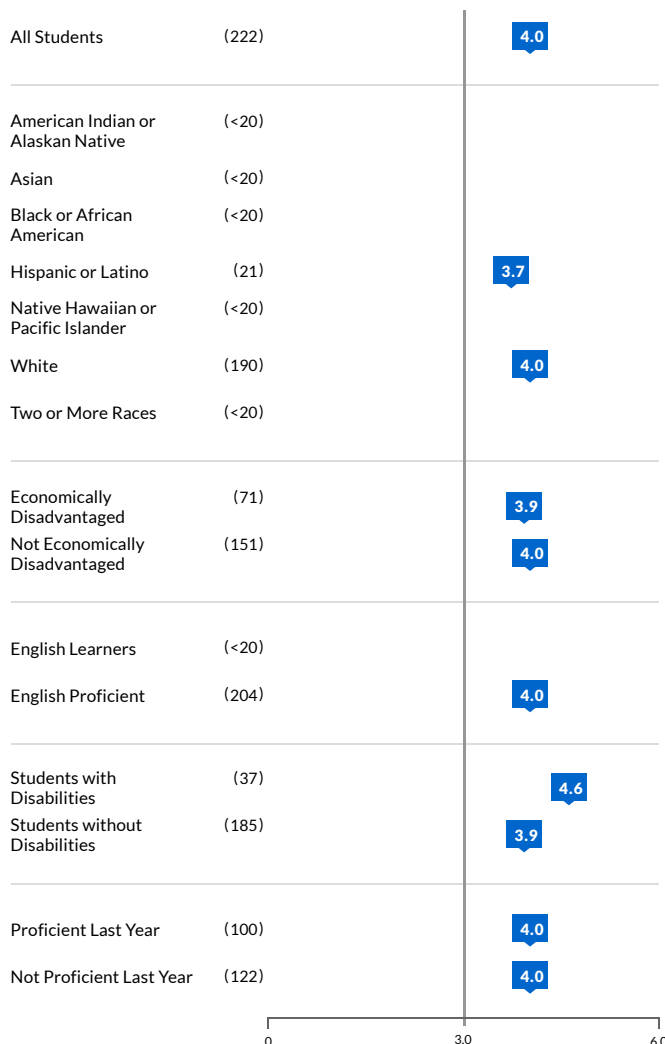 All Students (222) 4.0
American Indian or (<20)
Alaskan Native
Asian (<20)
Black or African (<20)
American
Hispanic or Latino (21) 3.7
Native Hawaiian or (<20)
Pacific Islander
White (190) 4.0
Two or More Races (<20)
Economically (71) 3.9
Disadvantaged
Not Economically (151) 4.0
Disadvantaged
English Learners (<20)
English Proficient (204) 4.0
Students with (37) 4.6
Disabilities
Students without (185) 3.9
Disabilities
Proficient Last Year (100) 4.0
Not Proficient Last Year (122) 4.0
0 3.0 6.0